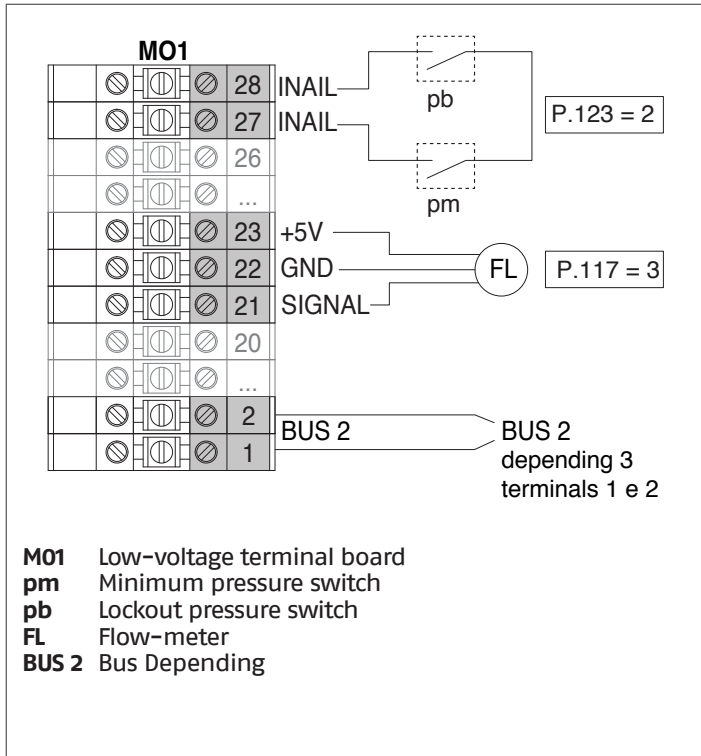 MO1
28 INAIL
pb
27 INAIL
P.123 = 2
26
pm
...
23 +5V
22 GND
FL
P.117 = 3
21 SIGNAL
20
...
2
BUS 2
BUS 2
1
depending 3
terminals 1 e 2
M01 Low-voltage terminal board
pm Minimum pressure switch
pb Lockout pressure switch
FL Flow-meter
BUS 2 Bus Depending